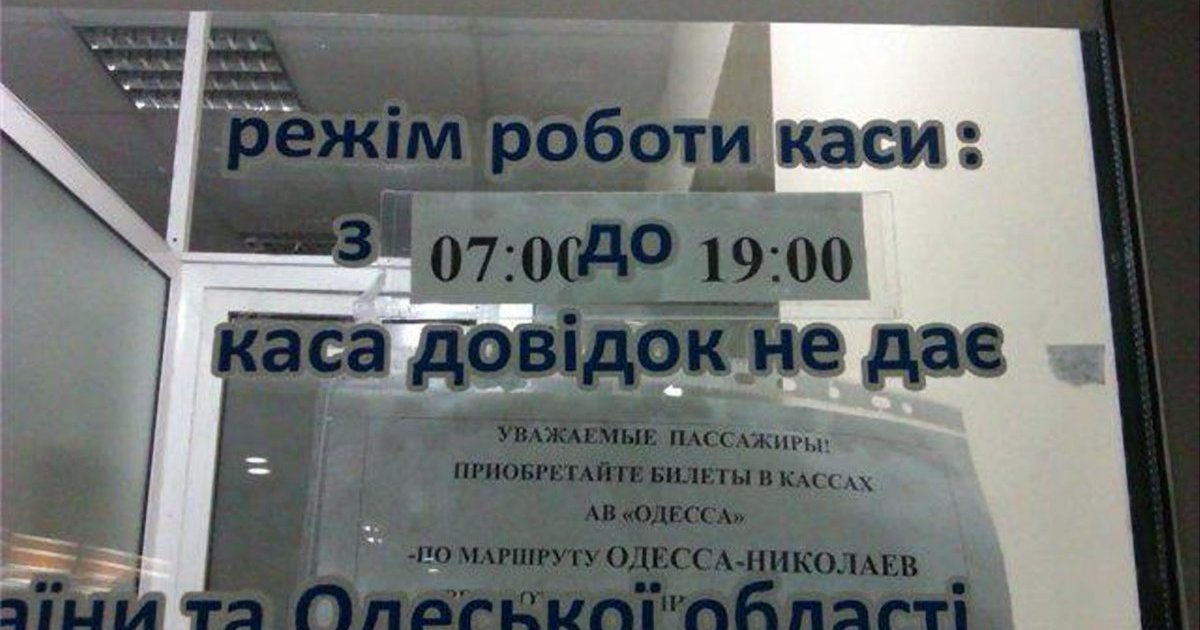 режім роботи каси:
з 07:00 до 19:00
каса довідок не дає
УВАЖАЕМЫЕ ПАССАЖИРЫ!
ПРИОБРЕТАЙТЕ БИЛЕТЫ В КАССАХ
АВ «ОДЕССА»
-ПО МАРШРУТУ ОДЕССА-НИКОЛАЕВ
та Одеської області